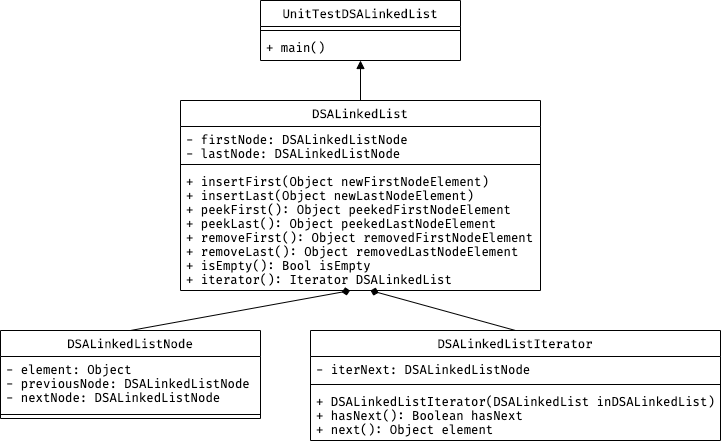 UnitTestDSALinkedList
+ main()
DSALinkedList
- firstNode: DSALinkedListNode
- lastNode: DSALinkedListNode
+ insertFirst(Object newFirstNodeElement)
+ insertLast(Object newLastNodeElement)
+ peekFirst(): Object peekedFirstNodeElement
+ peekLast(): Object peekedLastNodeElement
+ removeFirst(): Object removedFirstNodeElement
+ removeLast(): Object removedLastNodeElement
+ isEmpty(): Bool isEmpty
+ iterator(): Iterator DSALinkedList
DSALinkedListNode
- element: Object
- previousNode: DSALinkedListNode
- nextNode: DSALinkedListNode
DSALinkedListIterator
- iterNext: DSALinkedListNode
+ DSALinkedListIterator(DSALinkedList inDSALinkedList)
+ hasNext(): Boolean hasNext
+ next(): Object element